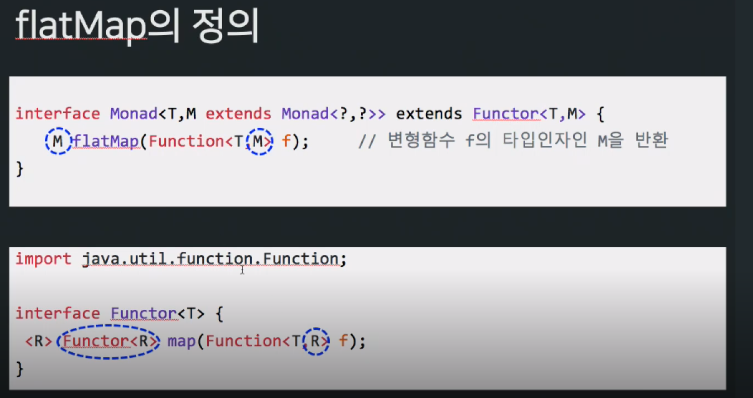 flatMap의 정의
interface Monad<T,M extends Monad<?,?>> extends Functor<T,M> {
M flatMap(Function<T,M> f); // 변형함수 f의 타입인자인 M을 반환
}
import java.util.function.Function;
interface Functor<T> {
<R> Functor<R> map(Function<T,R> f);
}